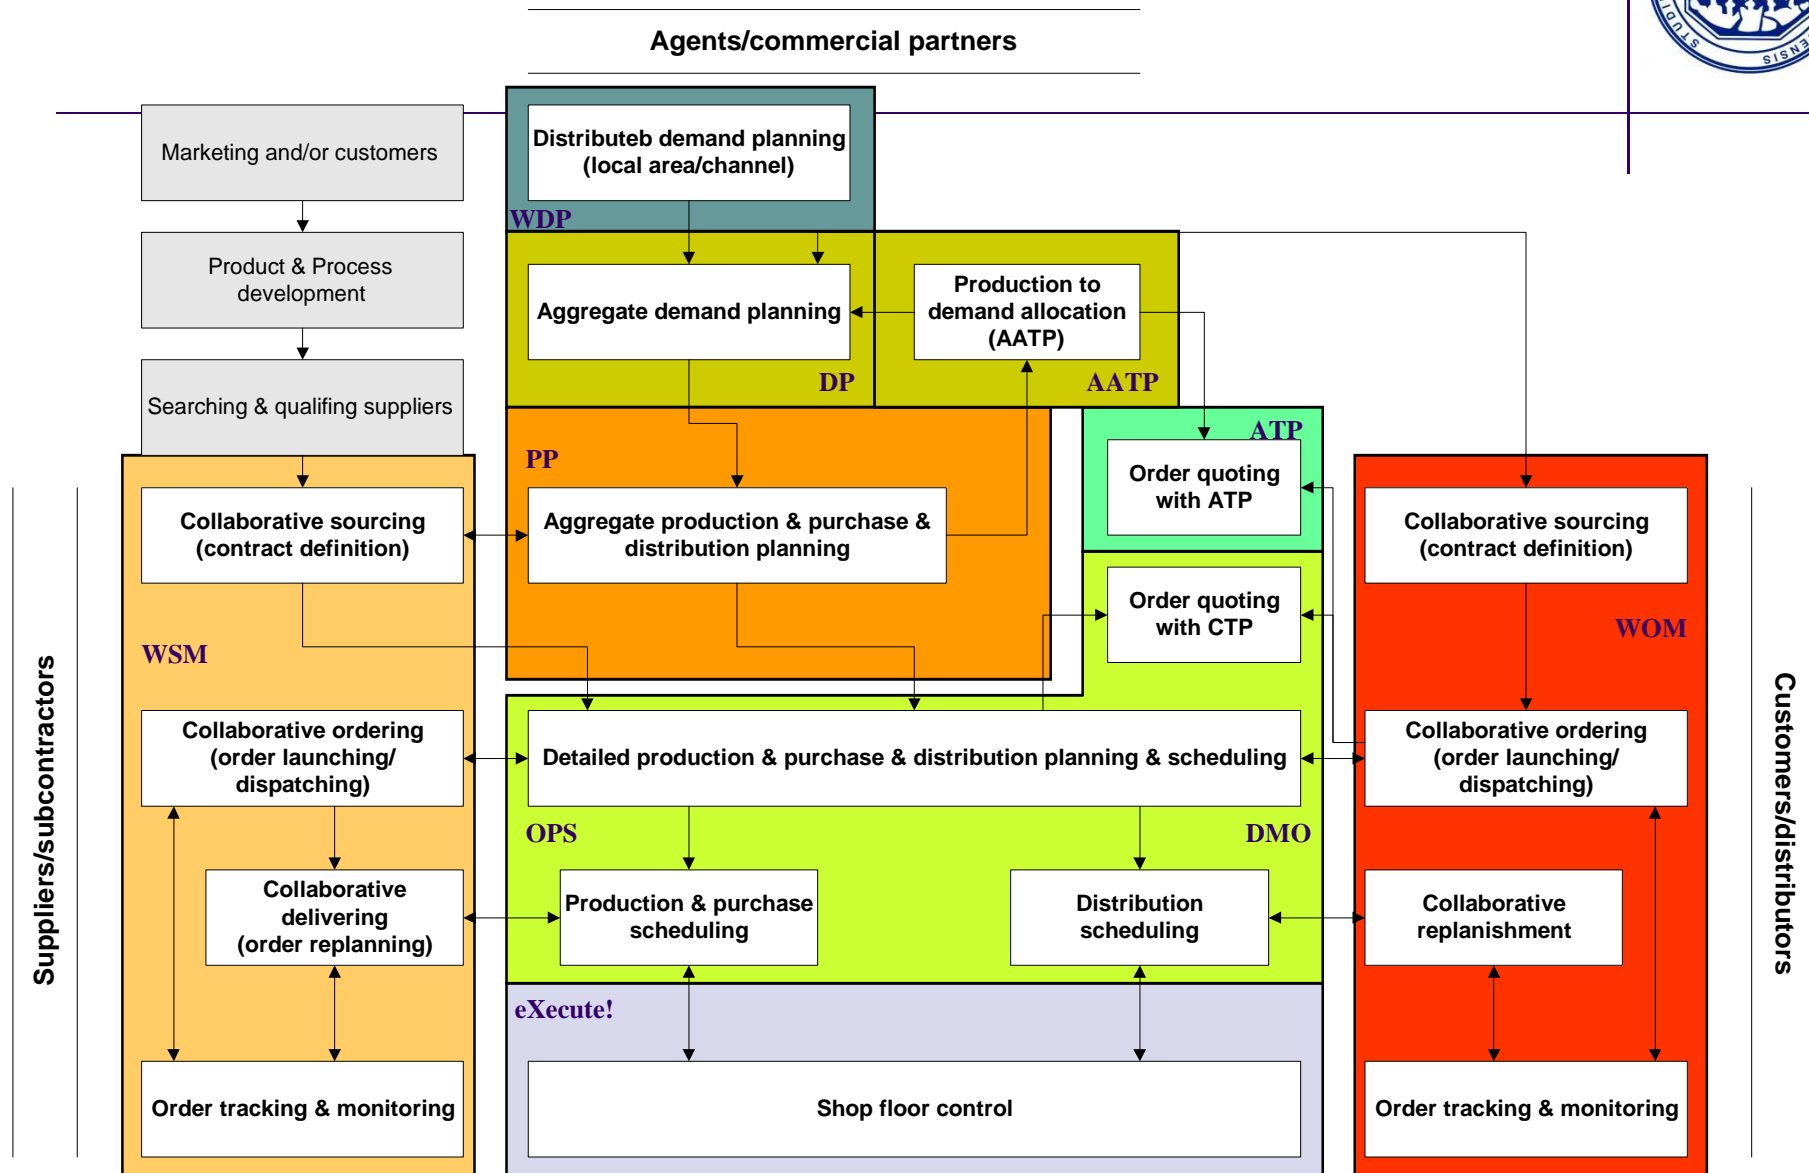 Agents/commercial partners
Marketing and/or customers
Distributeb demand planning
(local area/channel)
WDP
Product & Process
development
Aggregate demand planning
DP
Production to
demand allocation
(AATP)
AATP
Searching & qualifing suppliers
PP
ATP
Order quoting
with ATP
Collaborative sourcing
(contract definition)
Aggregate production & purchase &
distribution planning
Collaborative sourcing
(contract definition)
Order quoting
with CTP
WSM
WOM
Suppliers/subcontractors
Customers/distributors
Collaborative ordering
(order launching/
dispatching)
Detailed production & purchase & distribution planning & scheduling
Collaborative ordering
(order launching/
dispatching)
OPS
DMO
Collaborative
delivering
(order replanning)
Production & purchase
scheduling
Distribution
scheduling
Collaborative
replanishment
eXecute!
Order tracking & monitoring
Shop floor control
Order tracking & monitoring